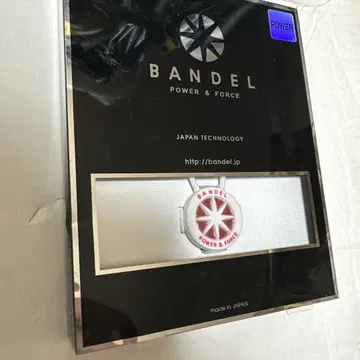 POWER
BANDEL
POWER & FORCE
JAPAN TECHNOLOGY
http://bandel.jp
BANDEL
POWER & FORCE
made in JAPAN